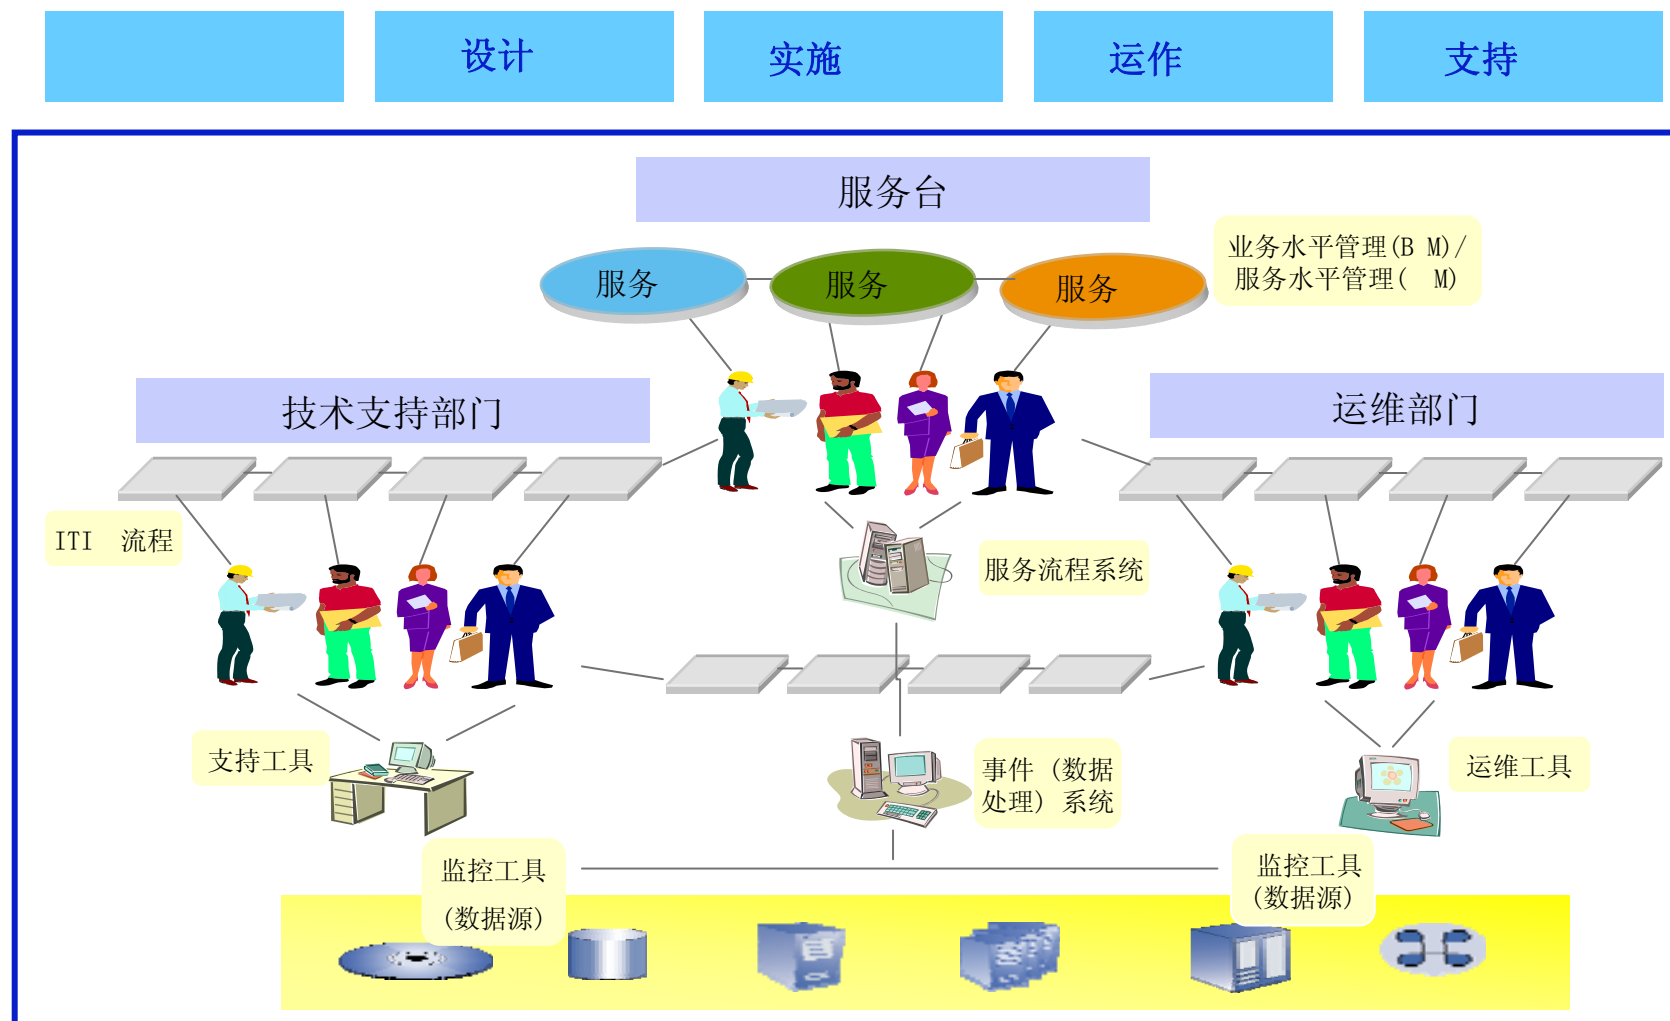 设计
实施
运作
支持
服务台
业务水平管理(B M)/
服务水平管理( M)
服务
服务
服务
技术支持部门
运维部门
ITI 流程
服务流程系统
支持工具
事件 (数据
处理) 系统
运维工具
监控工具
(数据源)
监控工具
(数据源)